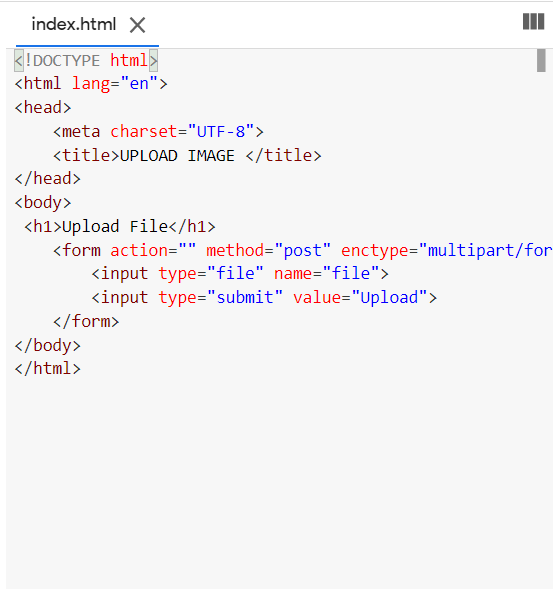 index.html
<!DOCTYPE html>
<html lang="en">
<head>
    <meta charset="UTF-8">
    <title>UPLOAD IMAGE </title>
</head>
<body>
 <h1>Upload File</h1>
    <form action="" method="post" enctype="multipart/for
        <input type="file" name="file">
        <input type="submit" value="Upload">
    </form>
</body>
</html>